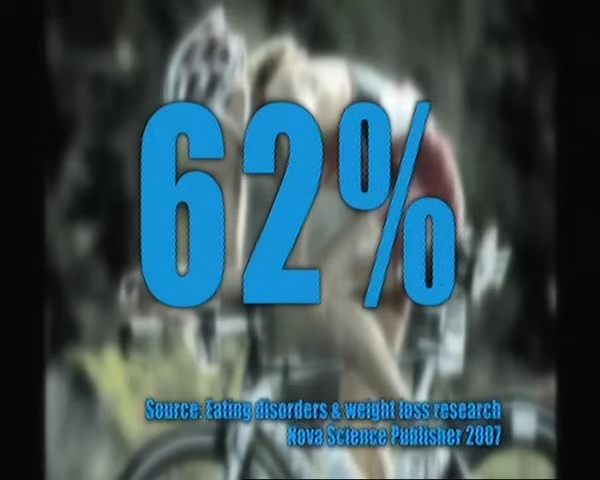 62%
Source. Eating disorders & weight loss research
Nova Science Publisher 2007